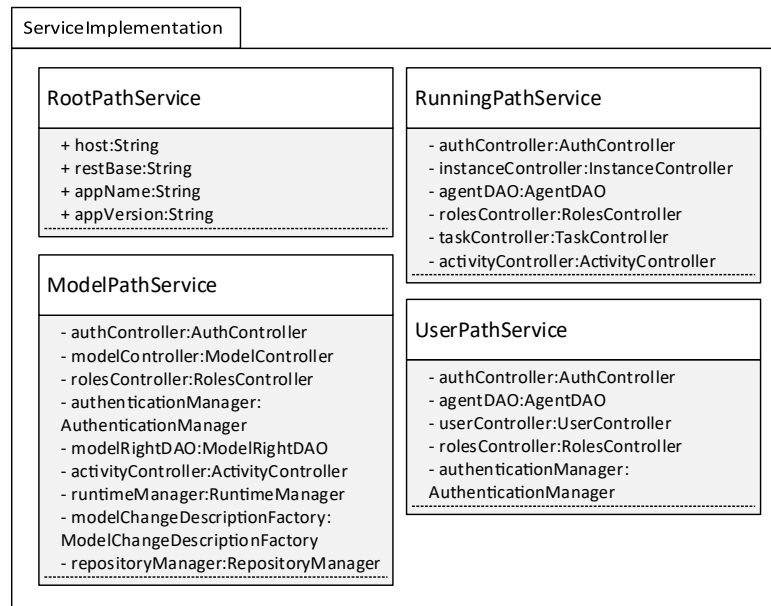 ServiceImplementation
RootPathService
+ host:String
+ restBase:String
+ appName:String
+ appVersion:String
RunningPathService
- authController:AuthController
- instanceController:InstanceController
- agentDAO:AgentDAO
- rolesController:RolesController
- taskController:TaskController
- activityController:ActivityController
ModelPathService
- authController:AuthController
- modelController:ModelController
- rolesController:RolesController
- authenticationManager:
AuthenticationManager
- modelRightDAO:ModelRightDAO
- activityController:ActivityController
- runtimeManager:RuntimeManager
- modelChangeDescriptionFactory:
ModelChangeDescriptionFactory
- repositoryManager:RepositoryManager
UserPathService
- authController:AuthController
- agentDAO:AgentDAO
- userController:UserController
- rolesController:RolesController
- authenticationManager:
AuthenticationManager